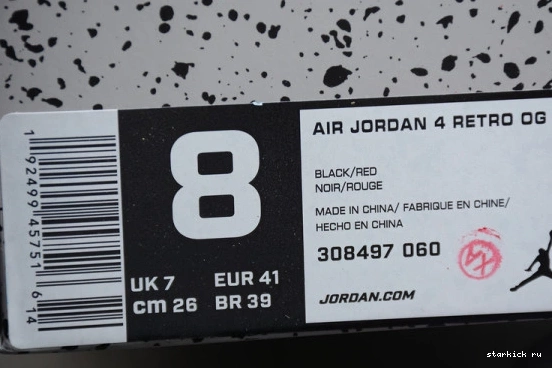 1 92499 45751 6 14
8
UK 7 EUR 41
cm 26 BR 39
AIR JORDAN 4 RETRO OG
BLACK/RED
NOIR/ROUGE
MADE IN CHINA/ FABRIQUE EN CHINE/
HECHO EN CHINA
308497 060
JORDAN.COM
starkick ru